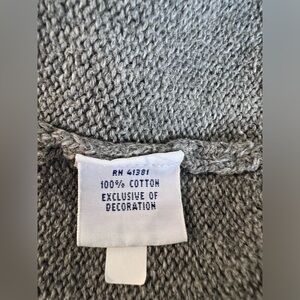 RN 41381
100% COTTON
EXCLUSIVE OF
DECORATION